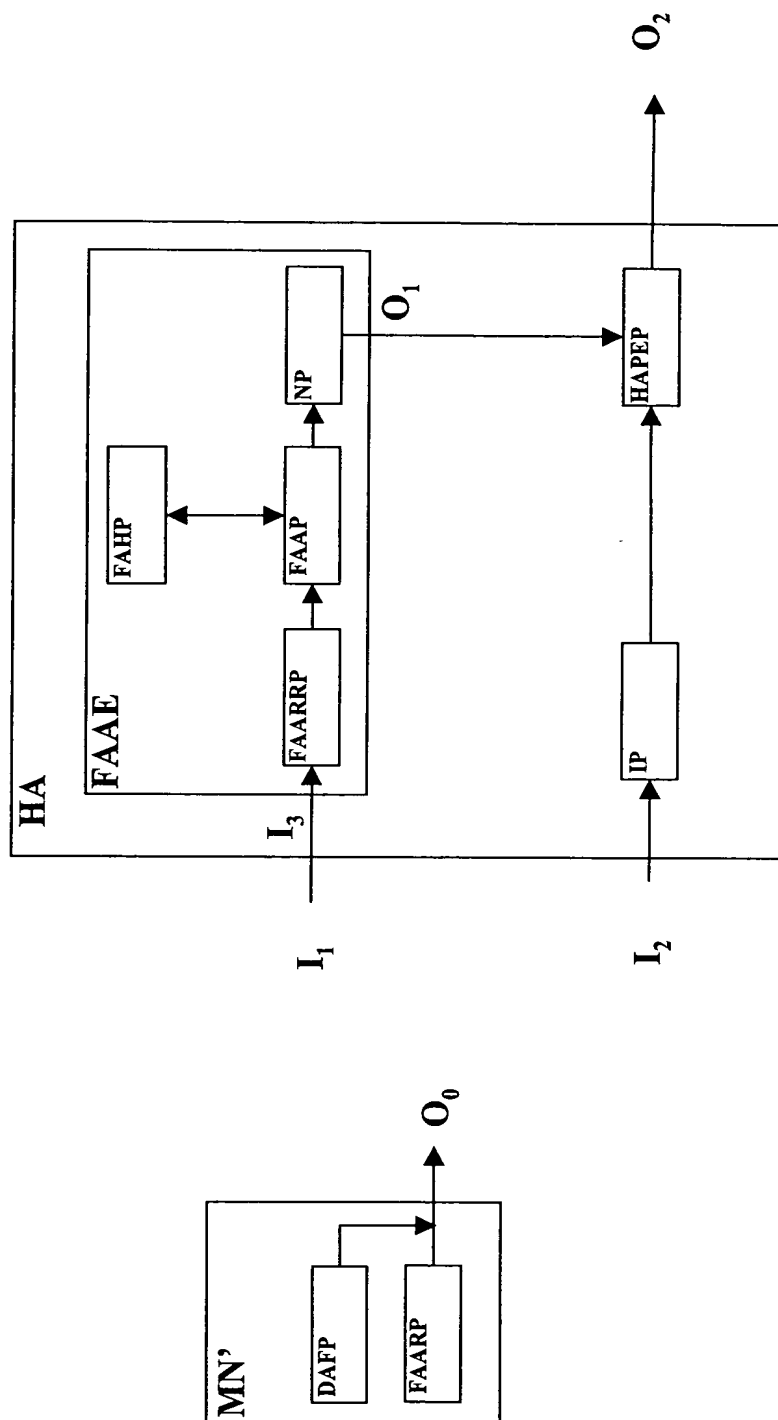 HA
FAAE
FAHP
I₁
I₃
FAARRP
FAAP
NP
O₁
I₂
IP
HAPEP
O₂
MN’
DAFP
FAARP
O₀